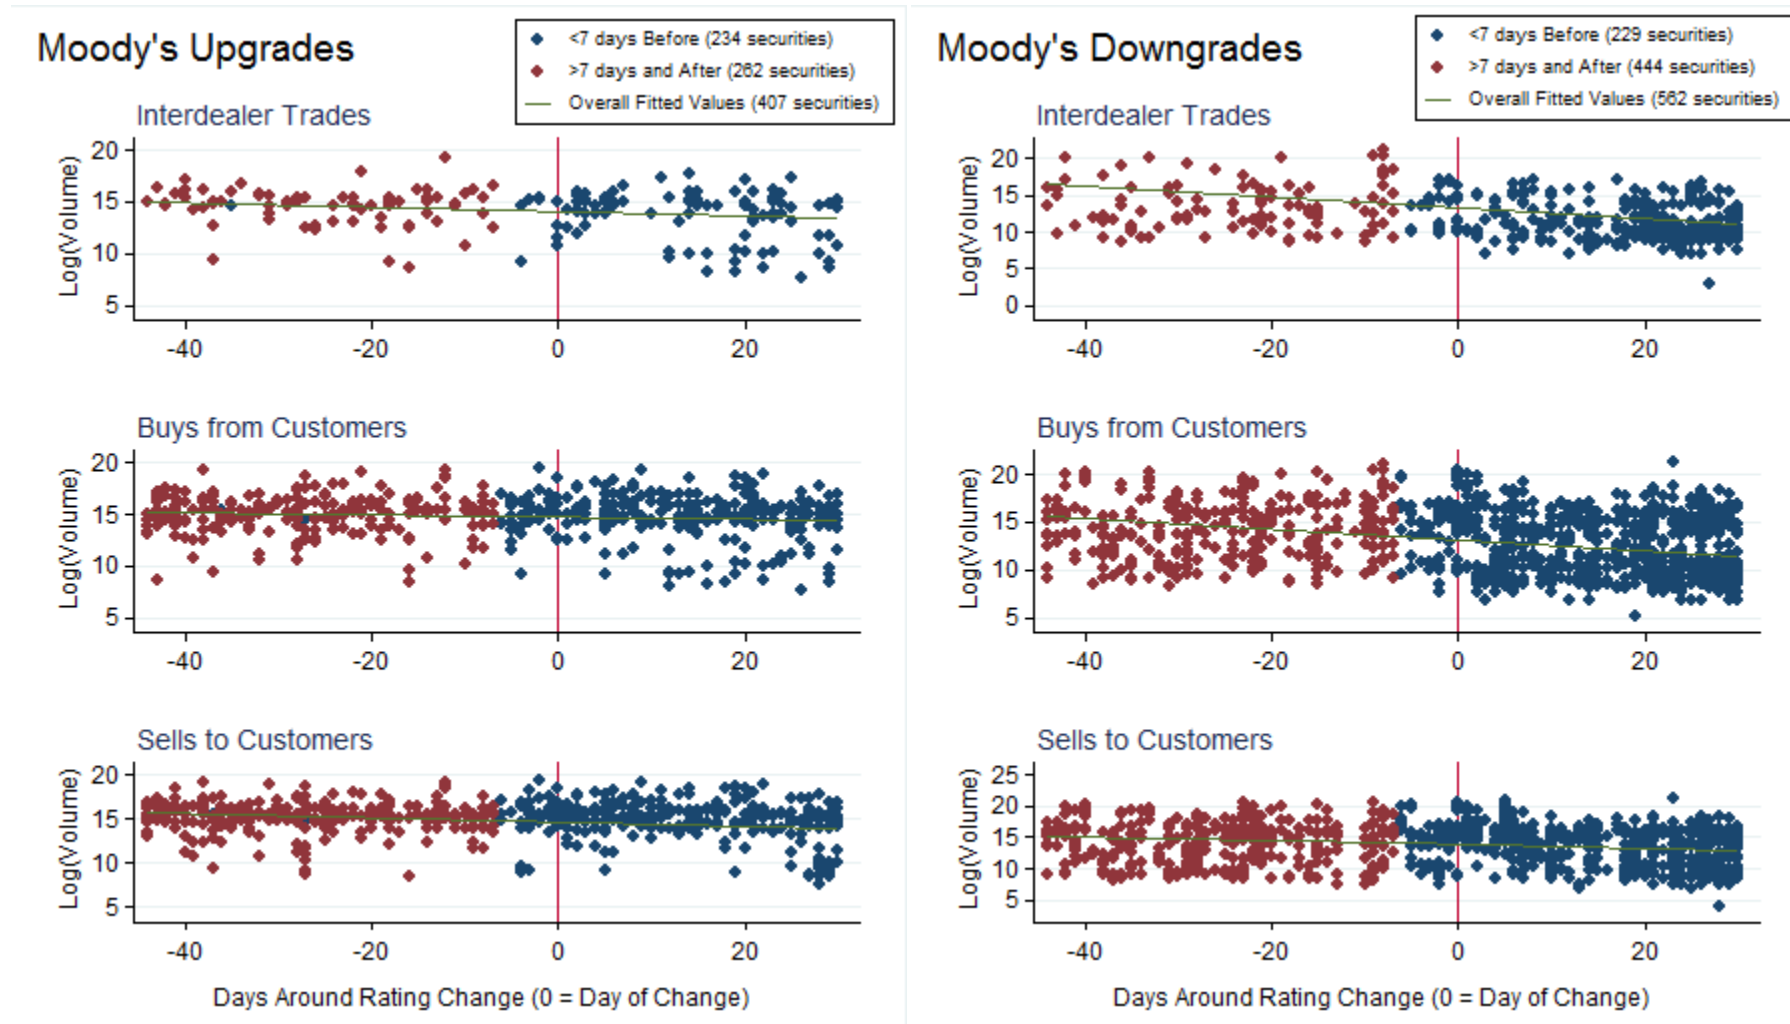 Moody's Upgrades
<7 days Before (234 securities)
>7 days and After (262 securities)
Overall Fitted Values (407 securities)
Interdealer Trades
Log(Volume)
20
15
10
5
-40 -20 0 20
Buys from Customers
Log(Volume)
20
15
10
5
-40 -20 0 20
Sells to Customers
Log(Volume)
20
15
10
5
-40 -20 0 20
Days Around Rating Change (0 = Day of Change)
Moody's Downgrades
<7 days Before (229 securities)
>7 days and After (444 securities)
Overall Fitted Values (562 securities)
Interdealer Trades
Log(Volume)
20
15
10
5
0
-40 -20 0 20
Buys from Customers
Log(Volume)
20
15
10
5
-40 -20 0 20
Sells to Customers
Log(Volume)
25
20
15
10
5
-40 -20 0 20
Days Around Rating Change (0 = Day of Change)